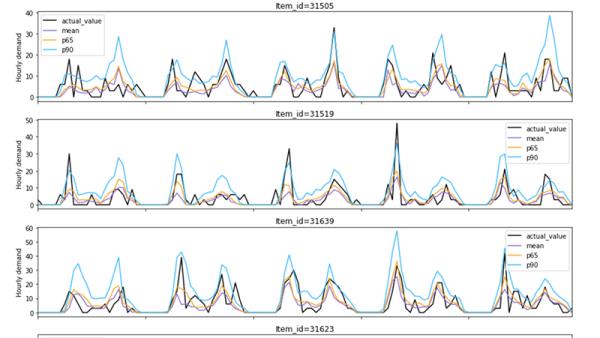 Item_id=31505
Hourly demand
40
30
20
10
0
actual_value
mean
p65
p90
Item_id=31519
Hourly demand
50
40
30
20
10
0
actual_value
mean
p65
p90
Item_id=31639
Hourly demand
60
50
40
30
20
10
0
actual_value
mean
p65
p90
Item_id=31623